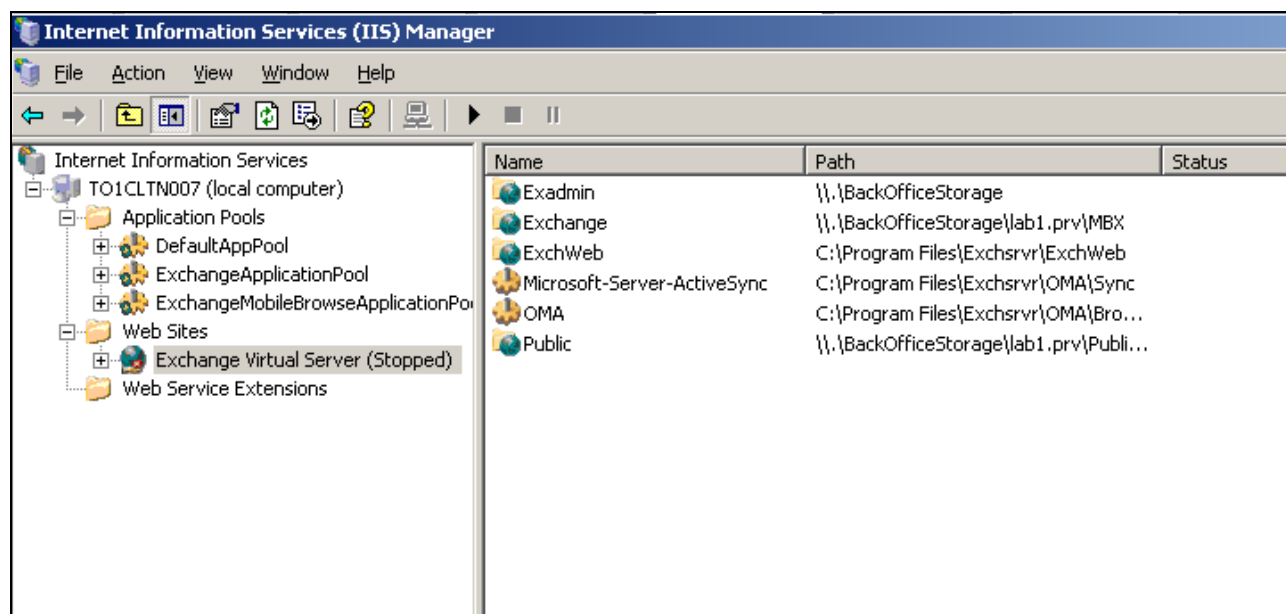 Internet Information Services (IIS) Manager
File Action View Window Help
Internet Information Services
TO1CLTN007 (local computer)
Application Pools
DefaultAppPool
ExchangeApplicationPool
ExchangeMobileBrowseApplicationPo
Web Sites
Exchange Virtual Server (Stopped)
Web Service Extensions
Name Path Status
Exadmin \\.\BackOfficeStorage
Exchange \\.\BackOfficeStorage\lab1.prv\MBX
ExchWeb C:\Program Files\Exchsrvr\ExchWeb
Microsoft-Server-ActiveSync C:\Program Files\Exchsrvr\OMA\Sync
OMA C:\Program Files\Exchsrvr\OMA\Bro...
Public \\.\BackOfficeStorage\lab1.prv\Publi...